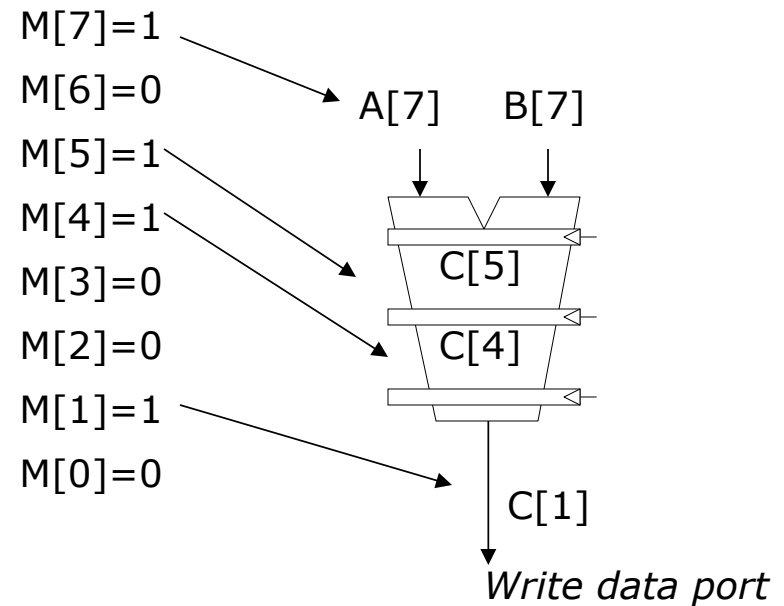 M[7]=1
M[6]=0
M[5]=1
M[4]=1
M[3]=0
M[2]=0
M[1]=1
M[0]=0
A[7] B[7]
C[5]
C[4]
C[1]
Write data port